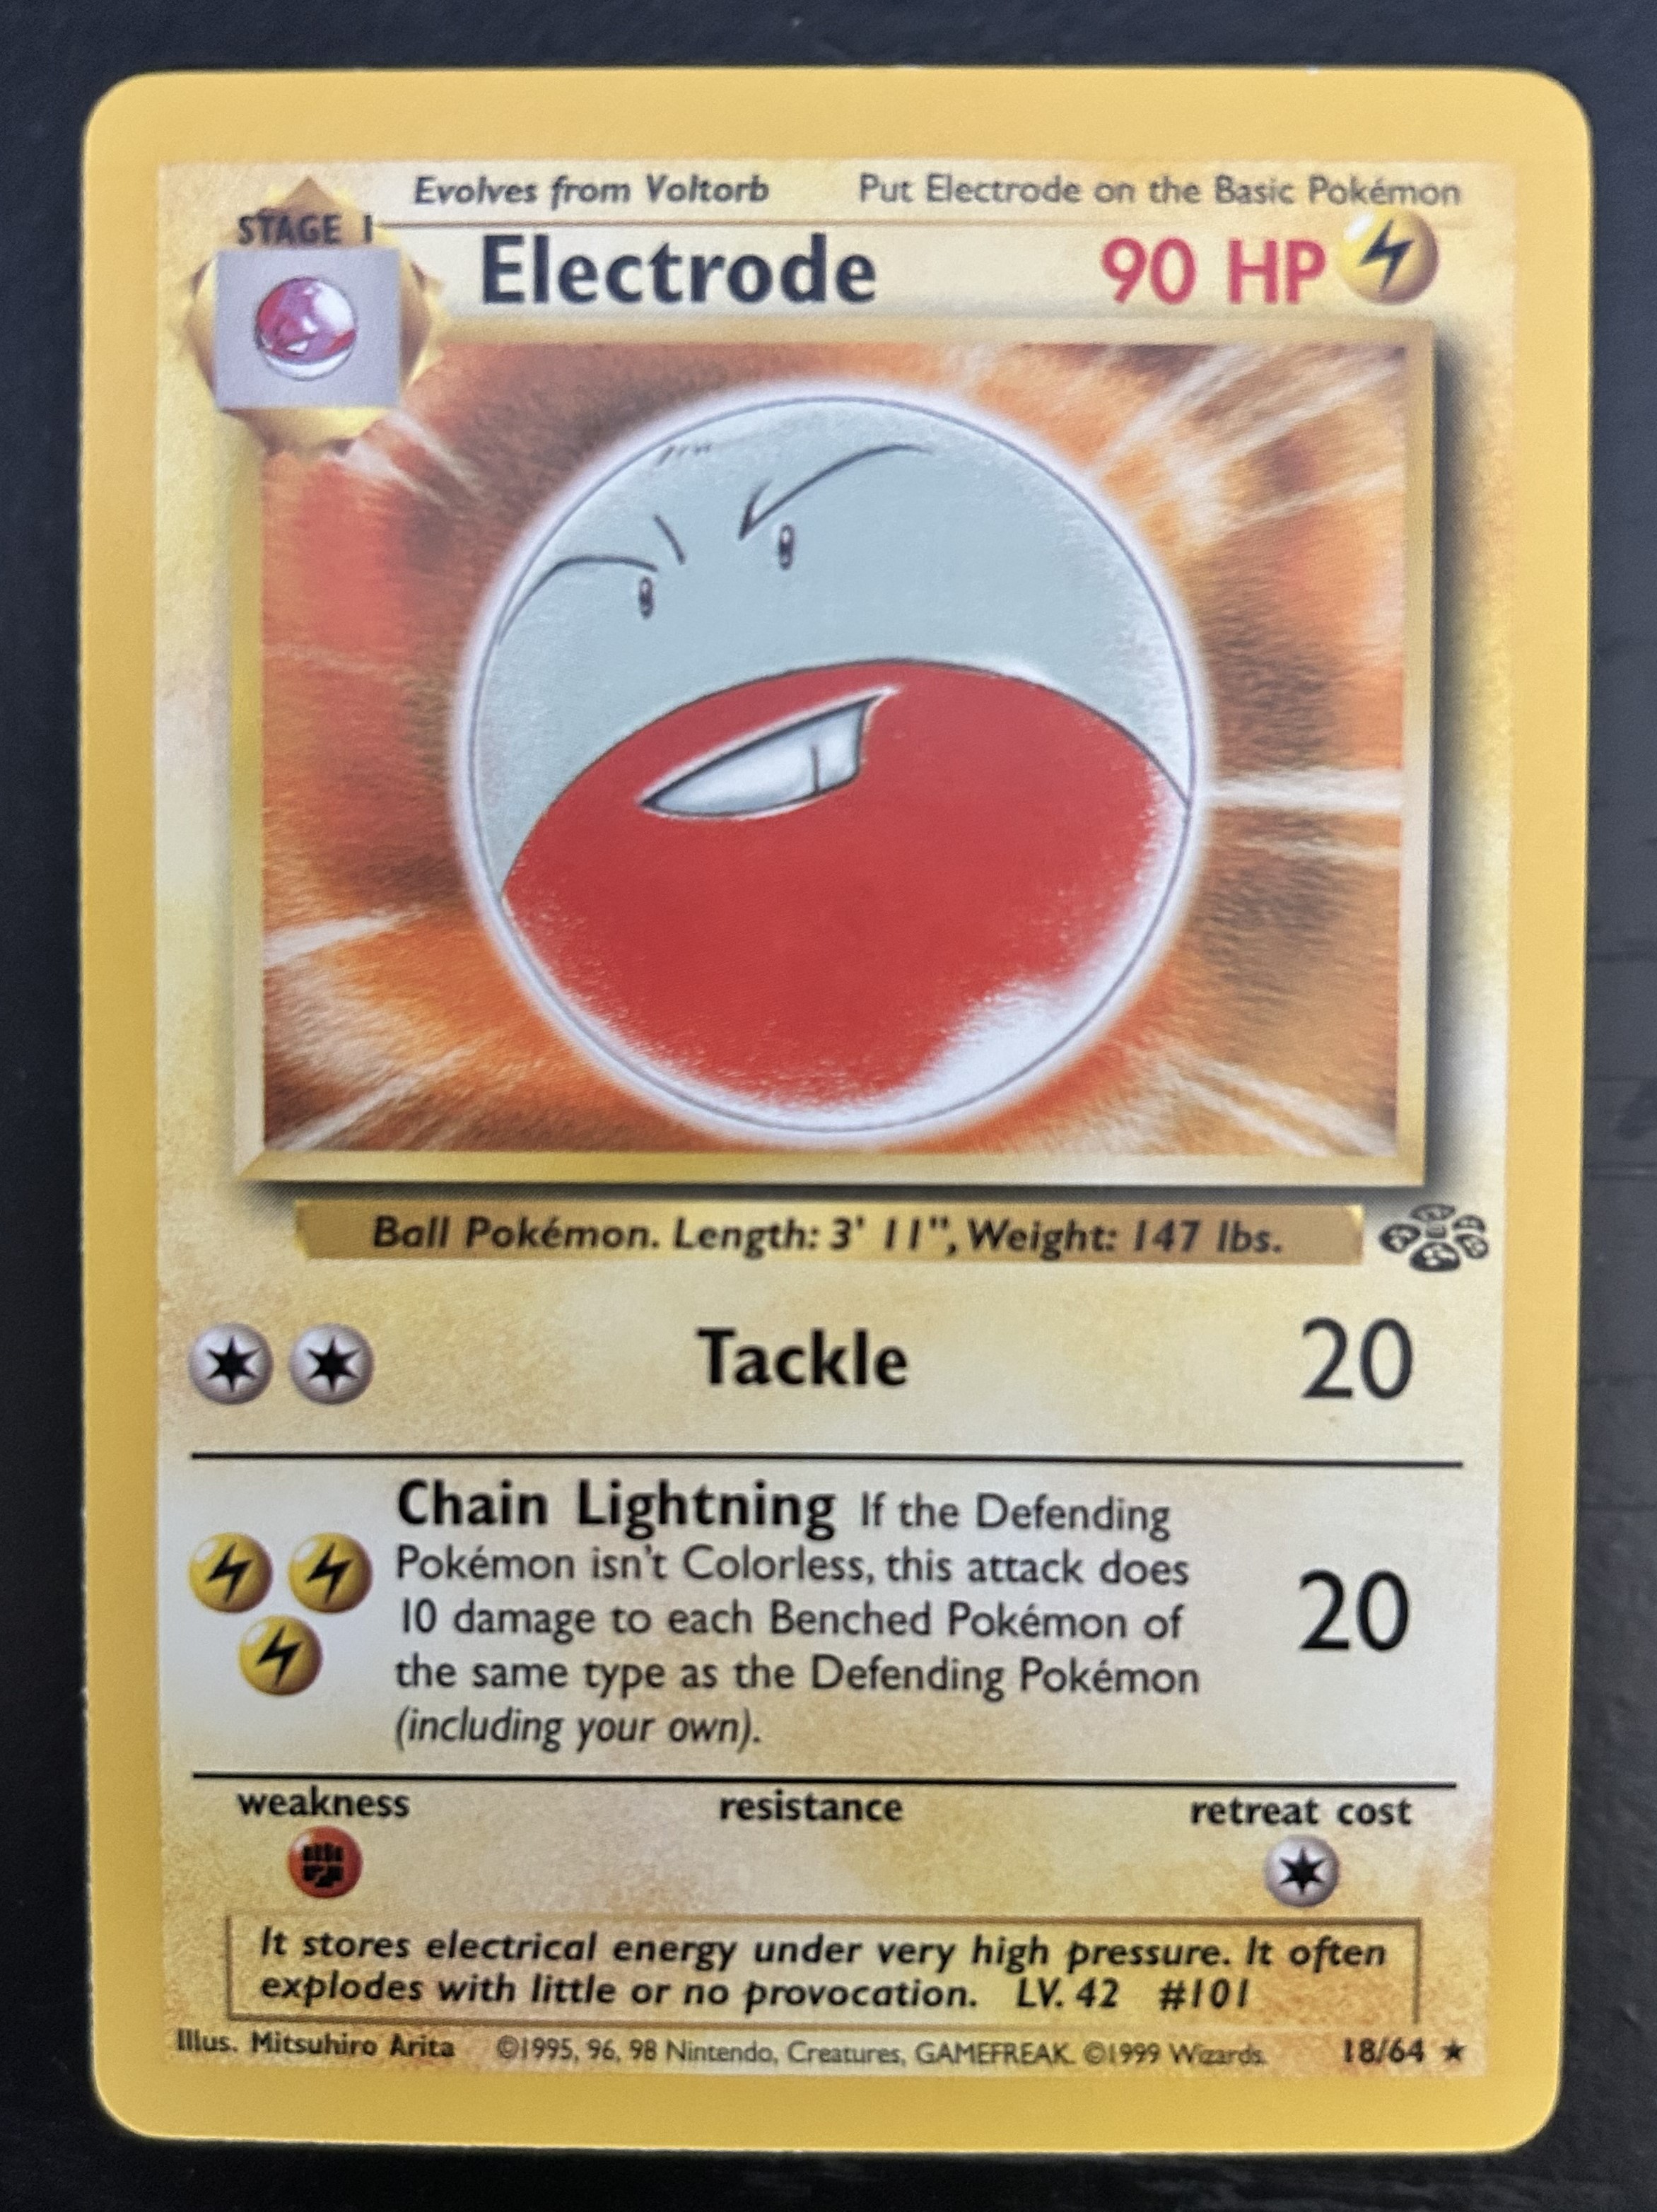 Evolves from Voltorb Put Electrode on the Basic Pokémon
STAGE 1
Electrode 90 HP
Ball Pokémon. Length: 3' 11", Weight: 147 lbs.
Tackle 20
Chain Lightning If the Defending
Pokémon isn't Colorless, this attack does
10 damage to each Benched Pokémon of
the same type as the Defending Pokémon
(including your own).
20
weakness resistance retreat cost
It stores electrical energy under very high pressure. It often
explodes with little or no provocation. LV. 42 #101
Illus. Mitsuhiro Arita ©1995, 96, 98 Nintendo, Creatures, GAMEFREAK. ©1999 Wizards. 18/64 ★